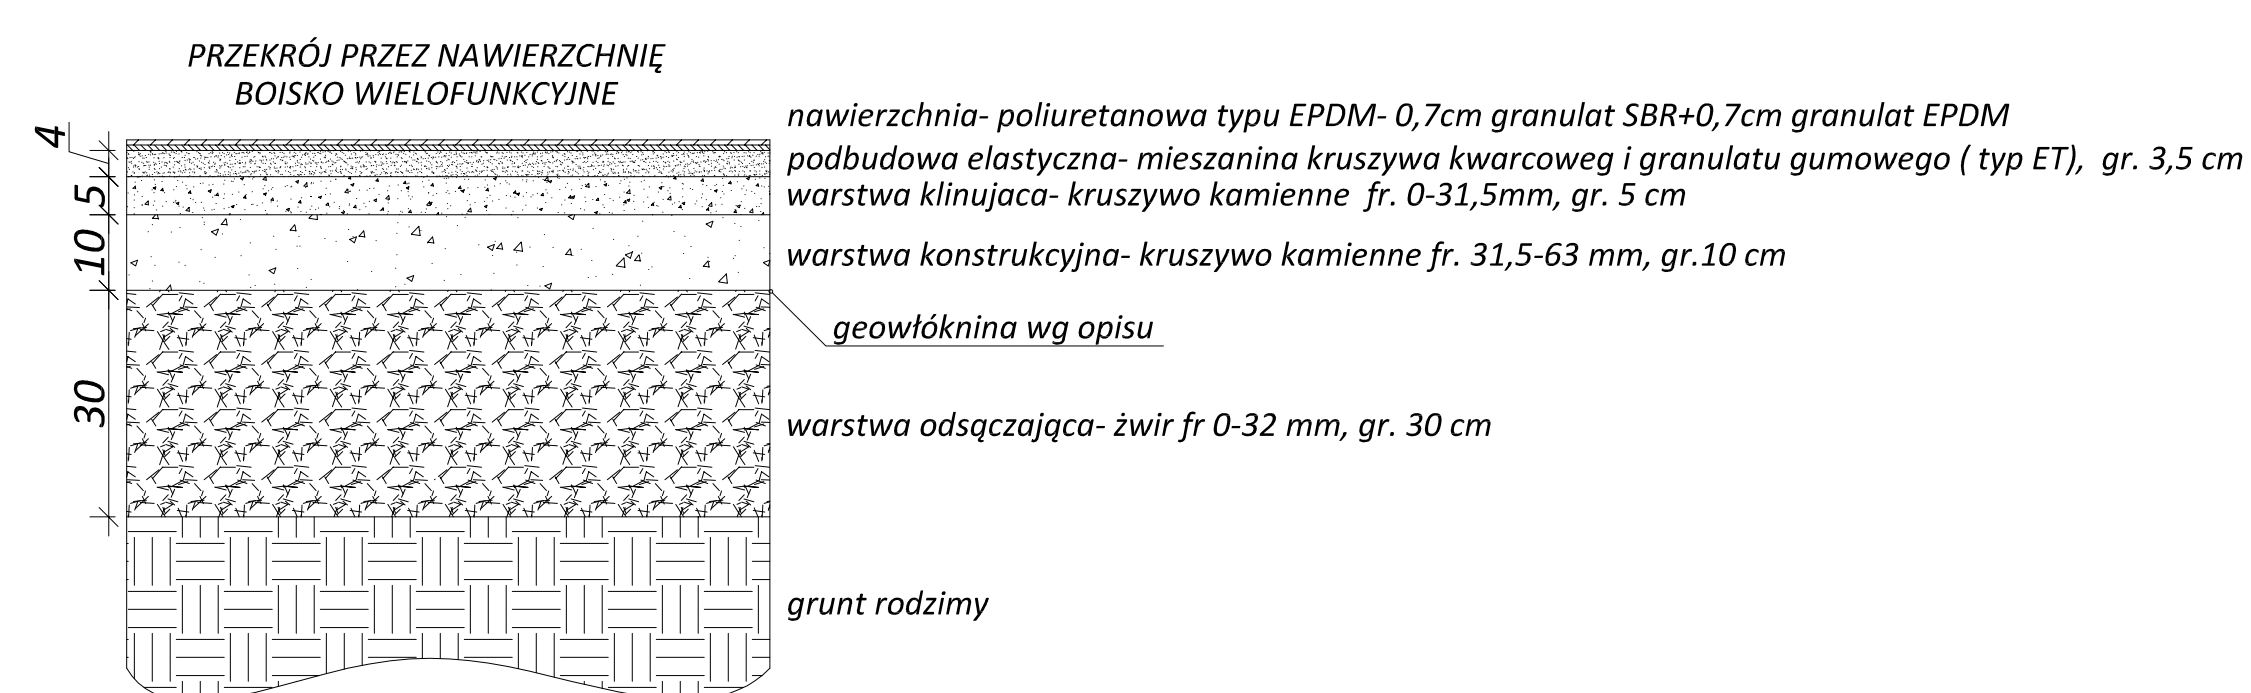 PRZEKRÓJ PRZEZ NAWIERZCHNIĘ
BOISKO WIELOFUNKCYJNE
nawierzchnia- poliuretanowa typu EPDM- 0,7cm granulat SBR+0,7cm granulat EPDM
4
podbudowa elastyczna- mieszanina kruszywa kwarcoweg i granulatu gumowego ( typ ET), gr. 3,5 cm
5
warstwa klinujaca- kruszywo kamienne fr. 0-31,5mm, gr. 5 cm
10
warstwa konstrukcyjna- kruszywo kamienne fr. 31,5-63 mm, gr.10 cm
geowłóknina wg opisu
30
warstwa odsączająca- żwir fr 0-32 mm, gr. 30 cm
grunt rodzimy